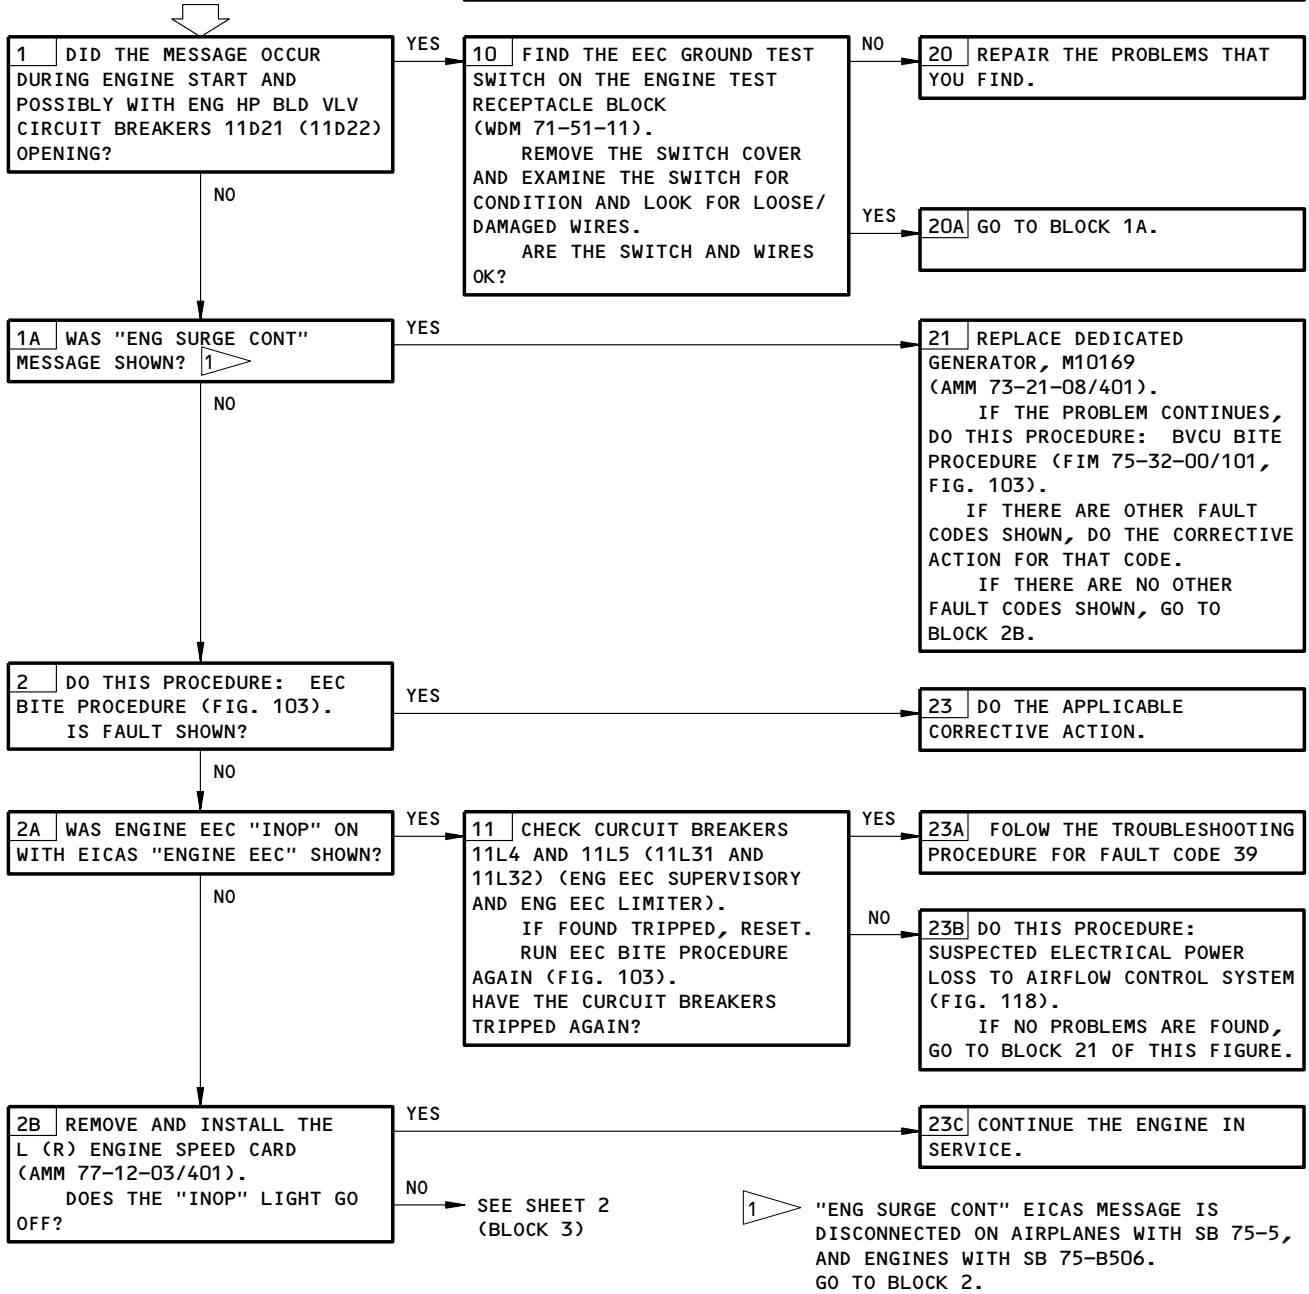 1 DID THE MESSAGE OCCUR
DURING ENGINE START AND
POSSIBLY WITH ENG HP BLD VLV
CIRCUIT BREAKERS 11D21 (11D22)
OPENING?
YES
NO
10 FIND THE EEC GROUND TEST
SWITCH ON THE ENGINE TEST
RECEPTACLE BLOCK
(WDM 71-51-11).
REMOVE THE SWITCH COVER
AND EXAMINE THE SWITCH FOR
CONDITION AND LOOK FOR LOOSE/
DAMAGED WIRES.
ARE THE SWITCH AND WIRES
OK?
NO
20 REPAIR THE PROBLEMS THAT
YOU FIND.
YES
20A GO TO BLOCK 1A.
1A WAS "ENG SURGE CONT"
MESSAGE SHOWN? 1
YES
NO
21 REPLACE DEDICATED
GENERATOR, M10169
(AMM 73-21-08/401).
IF THE PROBLEM CONTINUES,
DO THIS PROCEDURE: BVCU BITE
PROCEDURE (FIM 75-32-00/101,
FIG. 103).
IF THERE ARE OTHER FAULT
CODES SHOWN, DO THE CORRECTIVE
ACTION FOR THAT CODE.
IF THERE ARE NO OTHER
FAULT CODES SHOWN, GO TO
BLOCK 2B.
2 DO THIS PROCEDURE: EEC
BITE PROCEDURE (FIG. 103).
IS FAULT SHOWN?
YES
NO
23 DO THE APPLICABLE
CORRECTIVE ACTION.
2A WAS ENGINE EEC "INOP" ON
WITH EICAS "ENGINE EEC" SHOWN?
YES
NO
11 CHECK CURCUIT BREAKERS
11L4 AND 11L5 (11L31 AND
11L32) (ENG EEC SUPERVISORY
AND ENG EEC LIMITER).
IF FOUND TRIPPED, RESET.
RUN EEC BITE PROCEDURE
AGAIN (FIG. 103).
HAVE THE CURCUIT BREAKERS
TRIPPED AGAIN?
YES
23A FOLOW THE TROUBLESHOOTING
PROCEDURE FOR FAULT CODE 39
NO
23B DO THIS PROCEDURE:
SUSPECTED ELECTRICAL POWER
LOSS TO AIRFLOW CONTROL SYSTEM
(FIG. 118).
IF NO PROBLEMS ARE FOUND,
GO TO BLOCK 21 OF THIS FIGURE.
2B REMOVE AND INSTALL THE
L (R) ENGINE SPEED CARD
(AMM 77-12-03/401).
DOES THE "INOP" LIGHT GO
OFF?
YES
23C CONTINUE THE ENGINE IN
SERVICE.
NO
SEE SHEET 2
(BLOCK 3)
1 "ENG SURGE CONT" EICAS MESSAGE IS
DISCONNECTED ON AIRPLANES WITH SB 75-5,
AND ENGINES WITH SB 75-B506.
GO TO BLOCK 2.